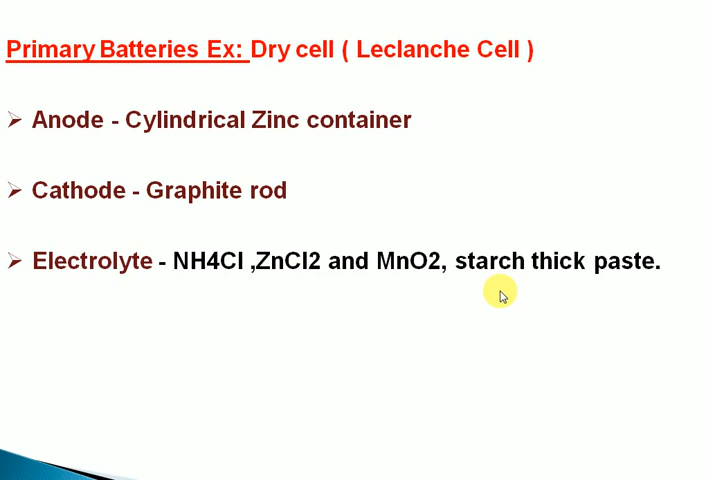 Primary Batteries Ex: Dry cell ( Leclanche Cell )
Anode - Cylindrical Zinc container
Cathode - Graphite rod
Electrolyte - NH4Cl ,ZnCl2 and MnO2, starch thick paste.